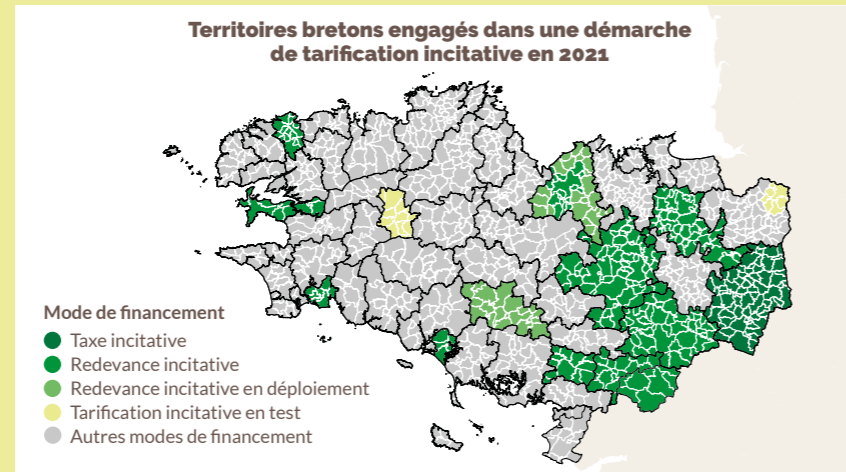 Territoires bretons engagés dans une démarche
de tarification incitative en 2021
Mode de financement
Taxe incitative
Redevance incitative
Redevance incitative en déploiement
Tarification incitative en test
Autres modes de financement